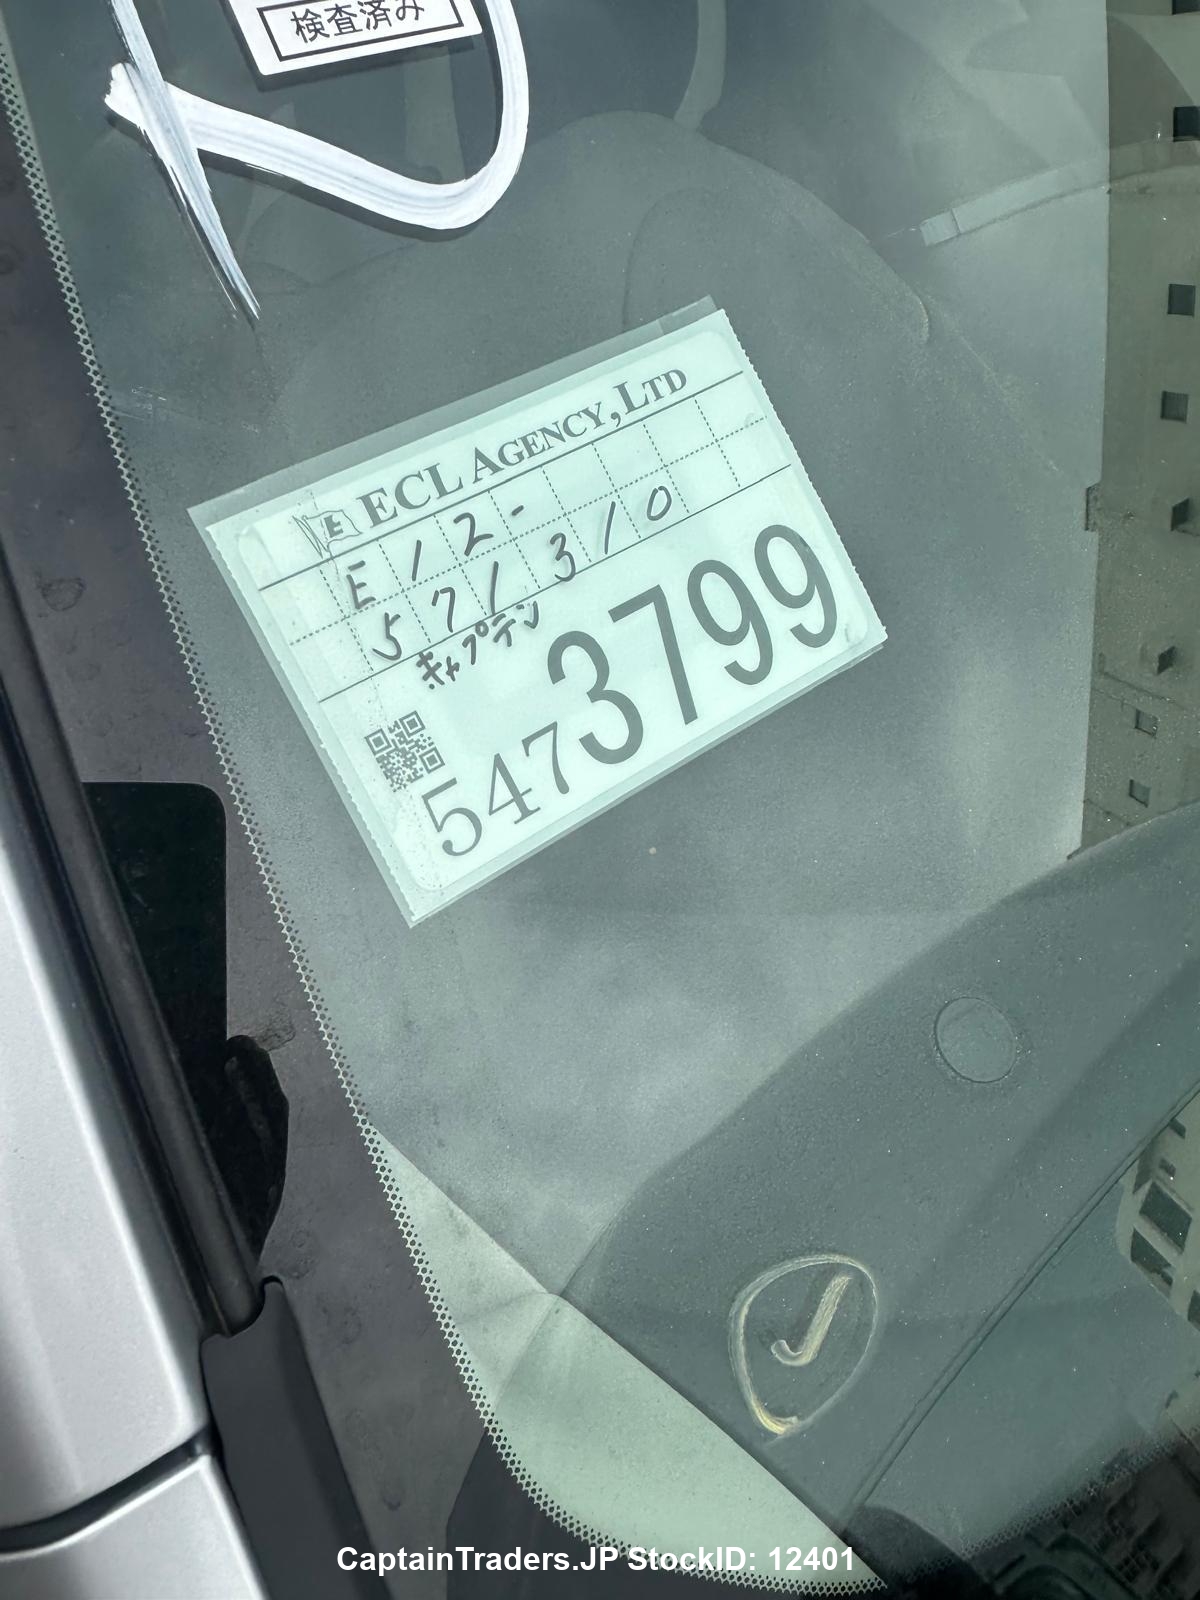 検査済み
E ECL AGENCY, LTD
E12-
571310
キャプテン
5473799
J
CaptainTraders.JP StockID: 12401